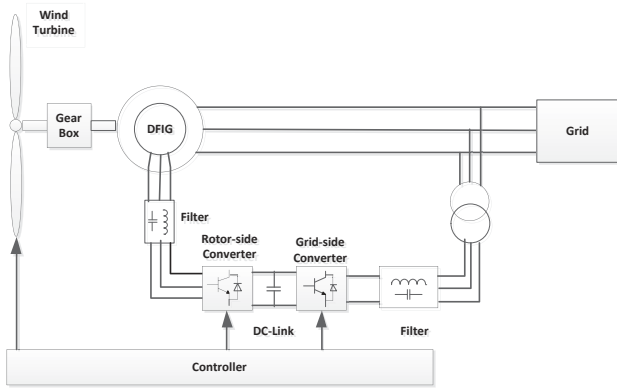 Wind
Turbine
Gear
Box
DFIG
Grid
Filter
Rotor-side
Converter
Grid-side
Converter
DC-Link
Filter
Controller